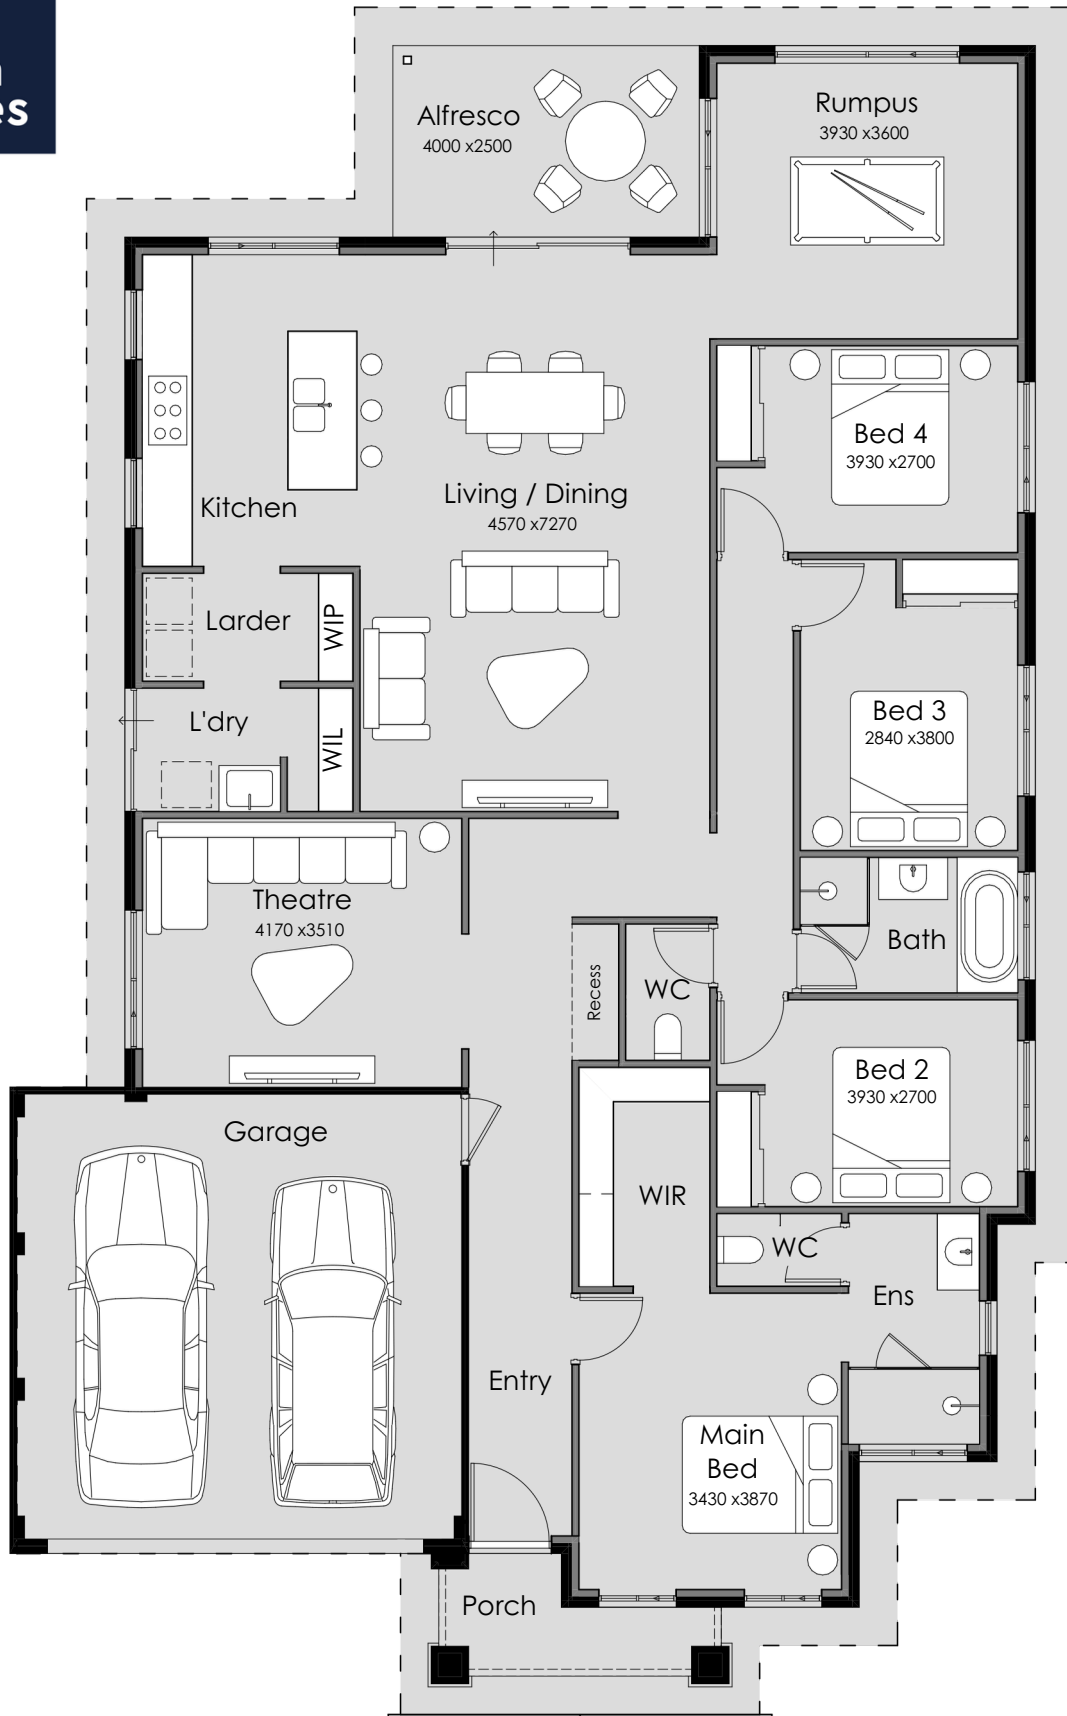 es
Alfresco
4000 x2500
Rumpus
3930 x3600
Bed 4
3930 x2700
Kitchen
Living / Dining
4570 x7270
Larder
WIP
L'dry
WIL
Bed 3
2840 x3800
Theatre
4170 x3510
Recess
WC
Bath
Bed 2
3930 x2700
Garage
WIR
WC
Ens
Entry
Main
Bed
3430 x3870
Porch